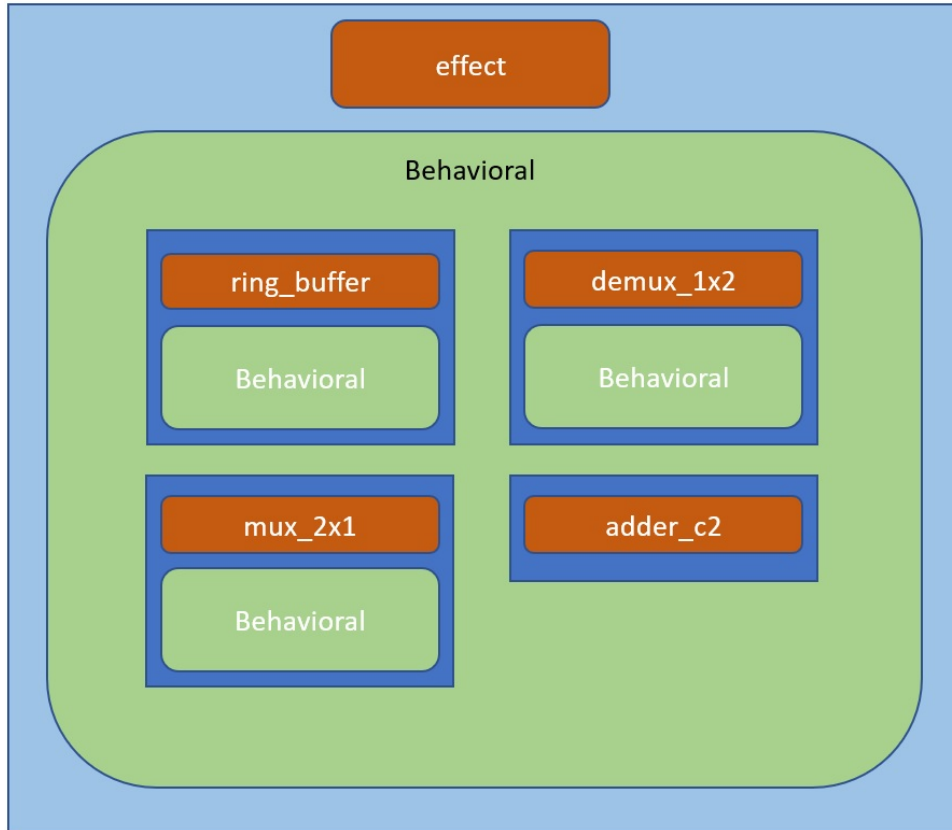 effect
Behavioral
ring_buffer
Behavioral
demux_1x2
Behavioral
mux_2x1
Behavioral
adder_c2